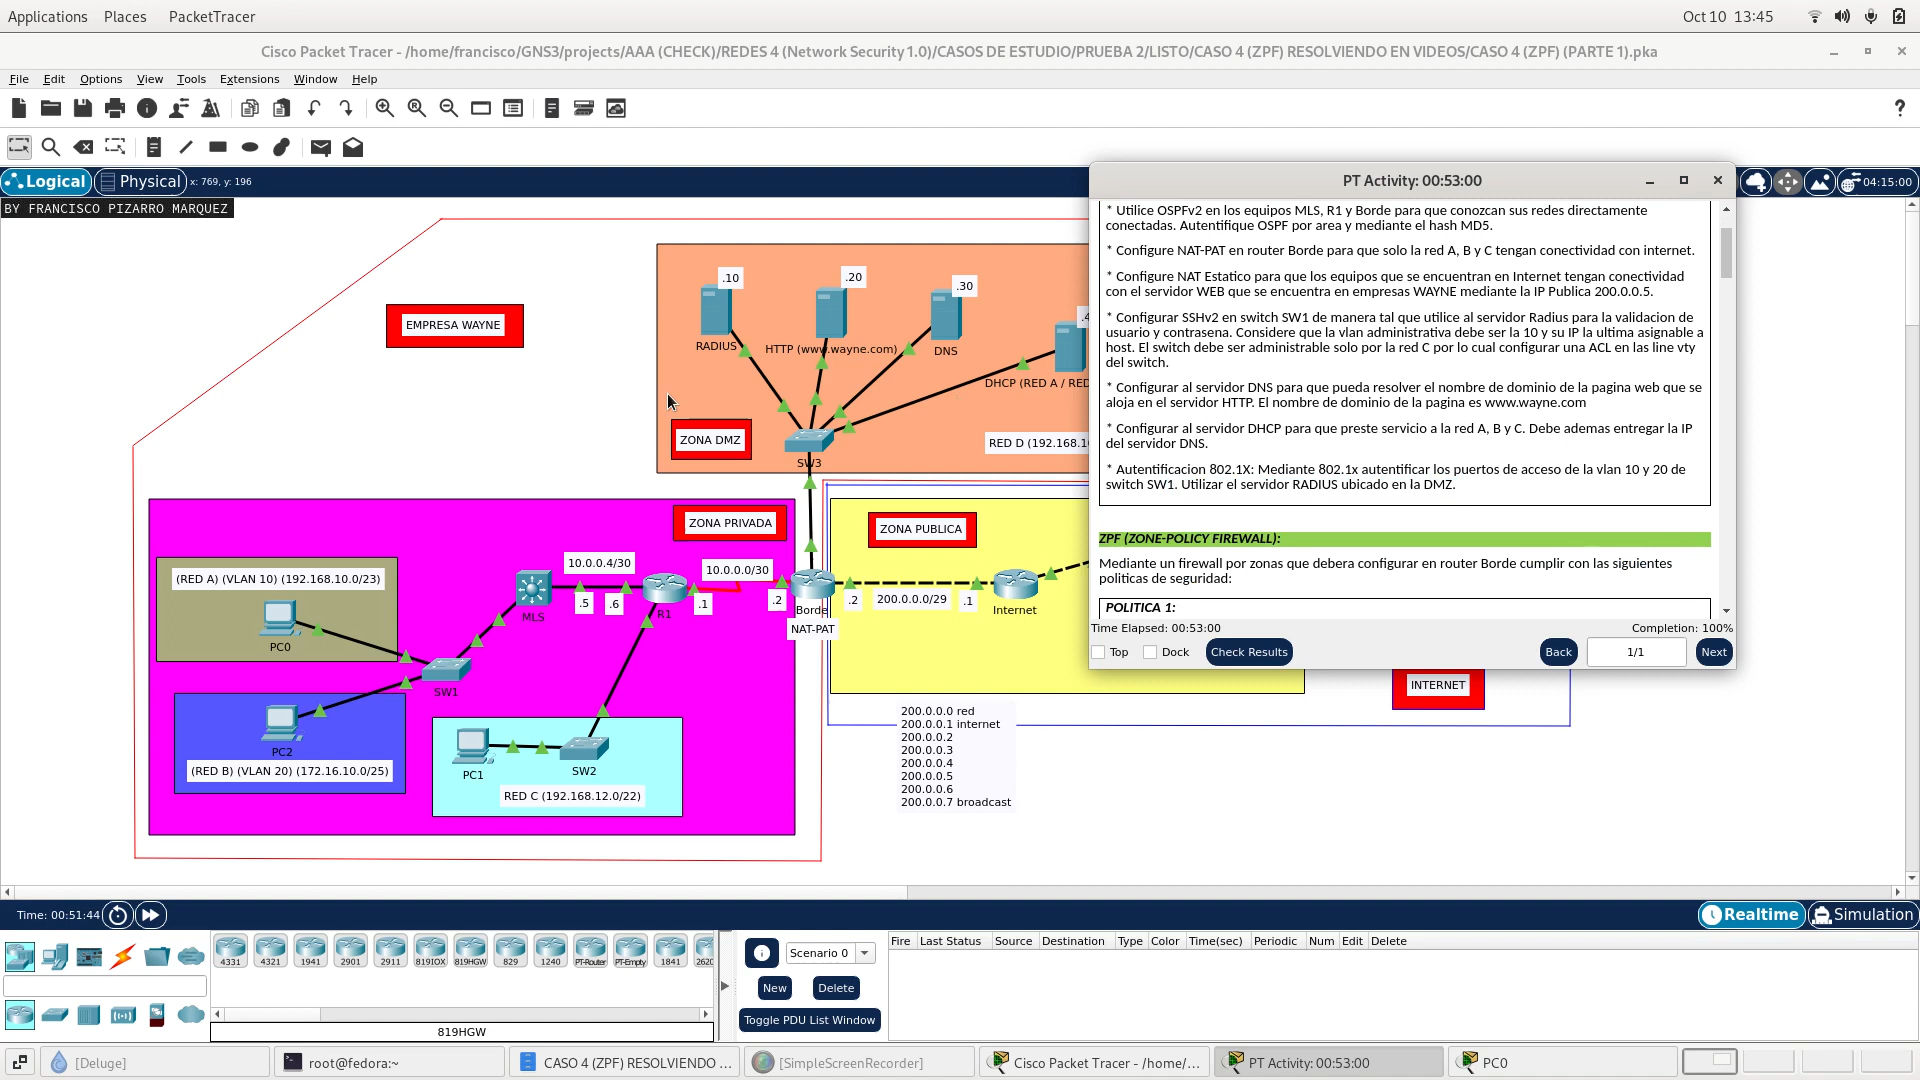 Applications Places PacketTracer
Oct 10 13:45
Cisco Packet Tracer - /home/francisco/GNS3/projects/AAA (CHECK)/REDES 4 (Network Security 1.0)/CASOS DE ESTUDIO/PRUEBA 2/LISTO/CASO 4 (ZPF) RESOLVIENDO EN VIDEOS/CASO 4 (ZPF) (PARTE 1).pka
File Edit Options View Tools Extensions Window Help
Logical Physical x: 769, y: 196
04:15:00
BY FRANCISCO PIZARRO MARQUEZ
EMPRESA WAYNE
.10
.20
.30
.4
RADIUS
HTTP (www.wayne.com)
DNS
DHCP (RED A / RED
ZONA DMZ
SW3
RED D (192.168.10
ZONA PRIVADA
ZONA PUBLICA
(RED A) (VLAN 10) (192.168.10.0/23)
PC0
10.0.0.4/30
10.0.0.0/30
MLS
.5
.6
R1
.1
.2
Borde
NAT-PAT
.2
200.0.0.0/29
.1
Internet
SW1
PC2
(RED B) (VLAN 20) (172.16.10.0/25)
PC1
SW2
RED C (192.168.12.0/22)
INTERNET
200.0.0.0 red
200.0.0.1 internet
200.0.0.2
200.0.0.3
200.0.0.4
200.0.0.5
200.0.0.6
200.0.0.7 broadcast
PT Activity: 00:53:00
* Utilice OSPFv2 en los equipos MLS, R1 y Borde para que conozcan sus redes directamente
conectadas. Autentifique OSPF por area y mediante el hash MD5.
* Configure NAT-PAT en router Borde para que solo la red A, B y C tengan conectividad con internet.
* Configure NAT Estatico para que los equipos que se encuentran en Internet tengan conectividad
con el servidor WEB que se encuentra en empresas WAYNE mediante la IP Publica 200.0.0.5.
* Configurar SSHv2 en switch SW1 de manera tal que utilice al servidor Radius para la validacion de
usuario y contrasena. Considere que la vlan administrativa debe ser la 10 y su IP la ultima asignable a
host. El switch debe ser administrable solo por la red C por lo cual configurar una ACL en las line vty
del switch.
* Configurar al servidor DNS para que pueda resolver el nombre de dominio de la pagina web que se
aloja en el servidor HTTP. El nombre de dominio de la pagina es www.wayne.com
* Configurar al servidor DHCP para que preste servicio a la red A, B y C. Debe ademas entregar la IP
del servidor DNS.
* Autentificacion 802.1X: Mediante 802.1x autentificar los puertos de acceso de la vlan 10 y 20 de
switch SW1. Utilizar el servidor RADIUS ubicado en la DMZ.
ZPF (ZONE-POLICY FIREWALL):
Mediante un firewall por zonas que debera configurar en router Borde cumplir con las siguientes
politicas de seguridad:
POLITICA 1:
Time Elapsed: 00:53:00
Completion: 100%
Top Dock Check Results Back 1/1 Next
Time: 00:51:44
Realtime Simulation
4331 4321 1941 2901 2911 819IOX 819HGW 829 1240 PT-Router PT-Empty 1841 2620
819HGW
Scenario 0
New Delete
Toggle PDU List Window
Fire Last Status Source Destination Type Color Time(sec) Periodic Num Edit Delete
[Deluge]
root@fedora:~
CASO 4 (ZPF) RESOLVIENDO ...
[SimpleScreenRecorder]
Cisco Packet Tracer - /home/...
PT Activity: 00:53:00
PC0